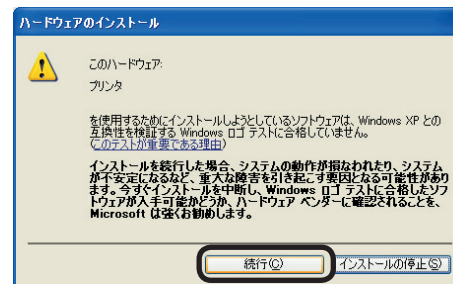 ハードウェアのインストール
このハードウェア:
プリンタ
を使用するためにインストールしようとしているソフトウェアは、Windows XP との
互換性を検証する Windows ロゴ テストに合格していません。
(このテストが重要である理由)
インストールを続行した場合、システムの動作が損なわれたり、システム
が不安定になるなど、重大な障害を引き起こす要因となる可能性があり
ます。今すぐインストールを中断し、Windows ロゴ テストに合格したソフ
トウェアが入手可能かどうか、ハードウェア ベンダーに確認されることを、
Microsoft は強くお勧めします。
続行(C) インストールの停止(S)